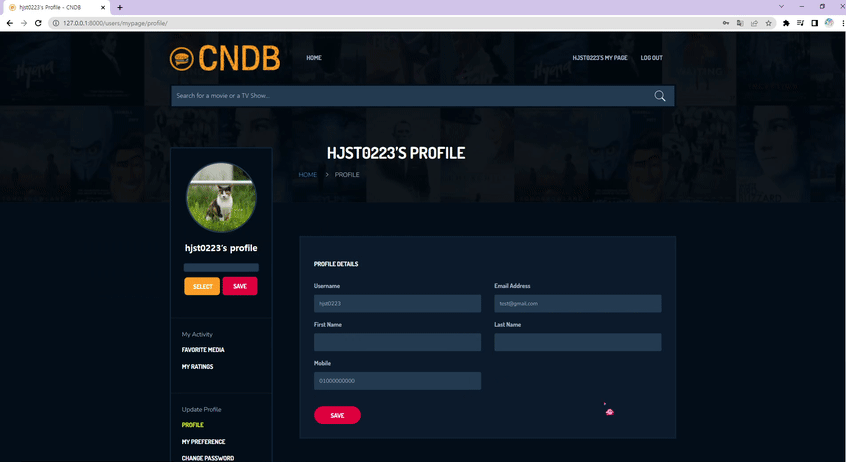 hjst0223's Profile - CNDB
127.0.0.1:8000/users/mypage/profile/
CNDB
HOME
HJST0223'S MY PAGE
LOG OUT
Search for a movie or a TV Show...
HJST0223'S PROFILE
HOME > PROFILE
hjst0223's profile
SELECT
SAVE
My Activity
FAVORITE MEDIA
MY RATINGS
Update Profile
PROFILE
MY PREFERENCE
CHANGE PASSWORD
PROFILE DETAILS
Username
Email Address
hjst0223
test@gmail.com
First Name
Last Name
Mobile
01000000000
SAVE